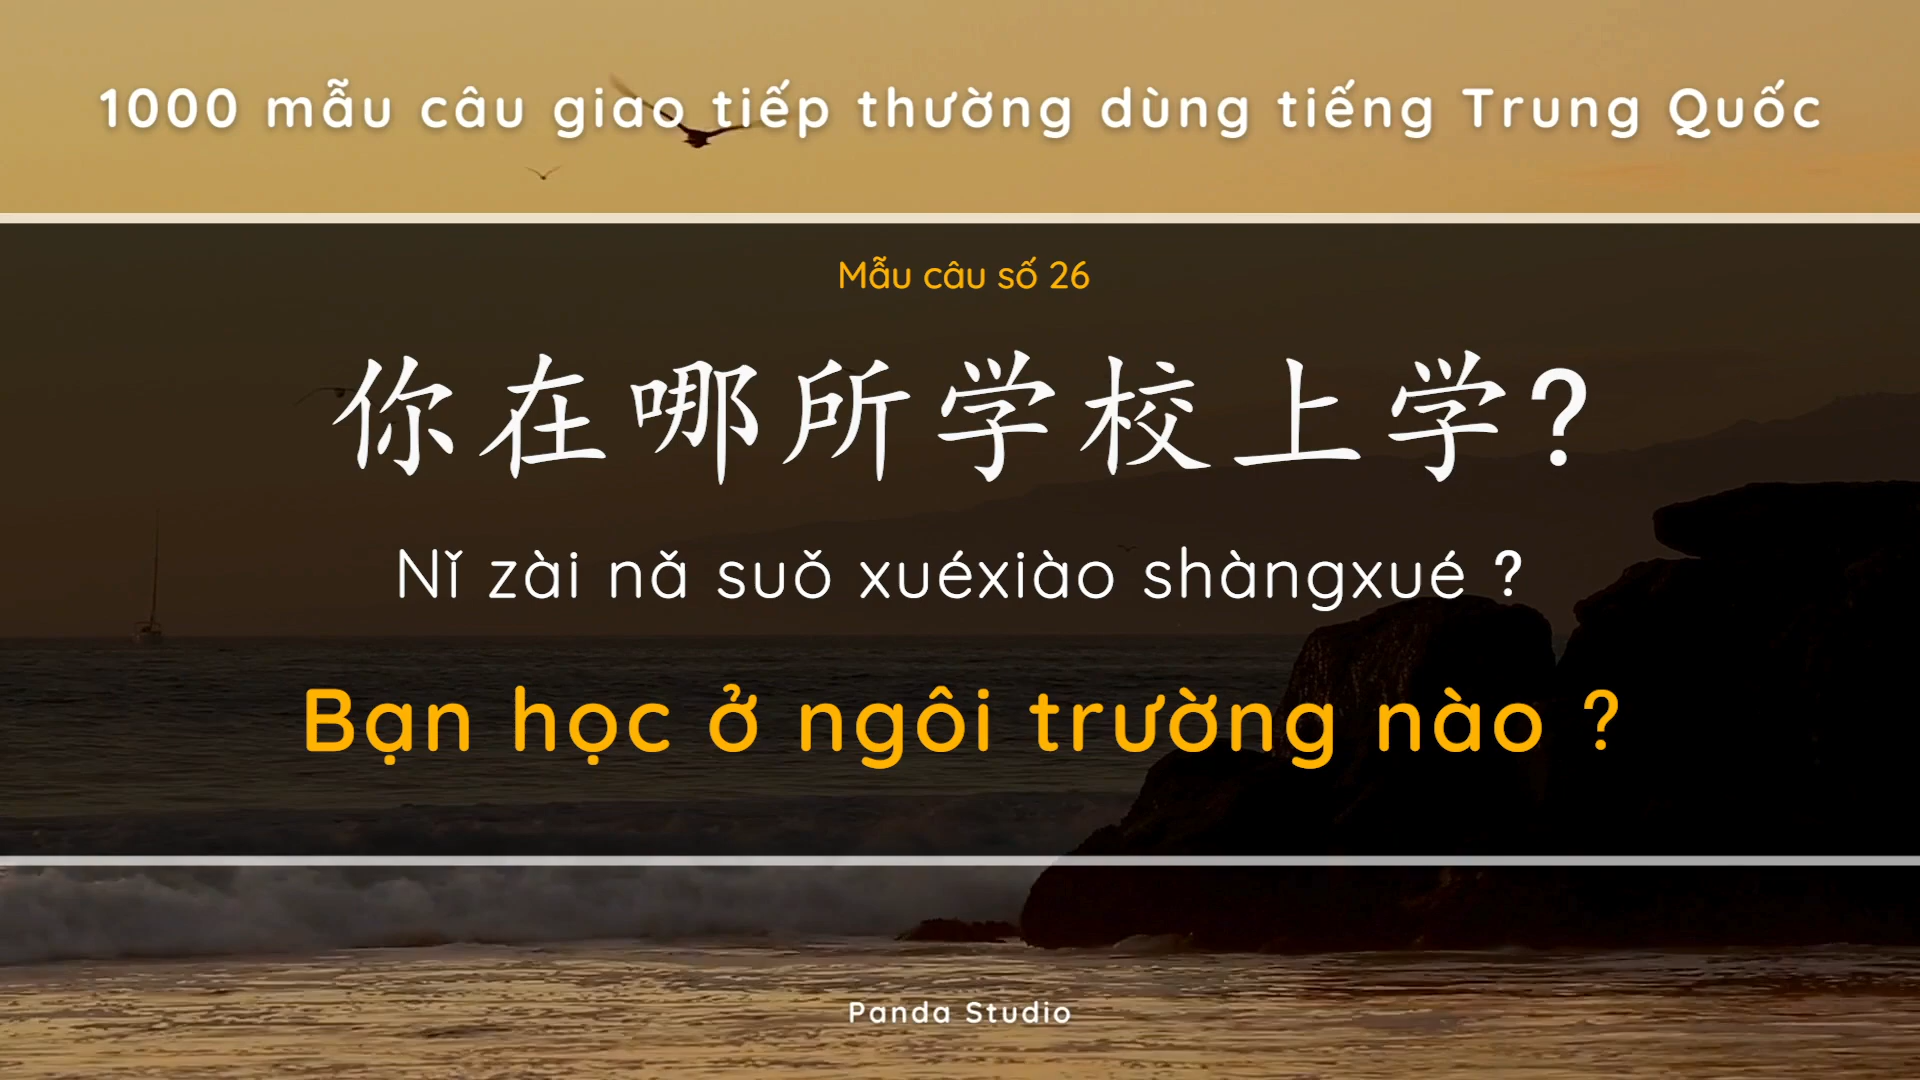 1000 mẫu câu giao tiếp thường dùng tiếng Trung Quốc
Mẫu câu số 26
你在哪所学校上学?
Nǐ zài nǎ suǒ xuéxiào shàngxué ?
Bạn học ở ngôi trường nào ?
Panda Studio